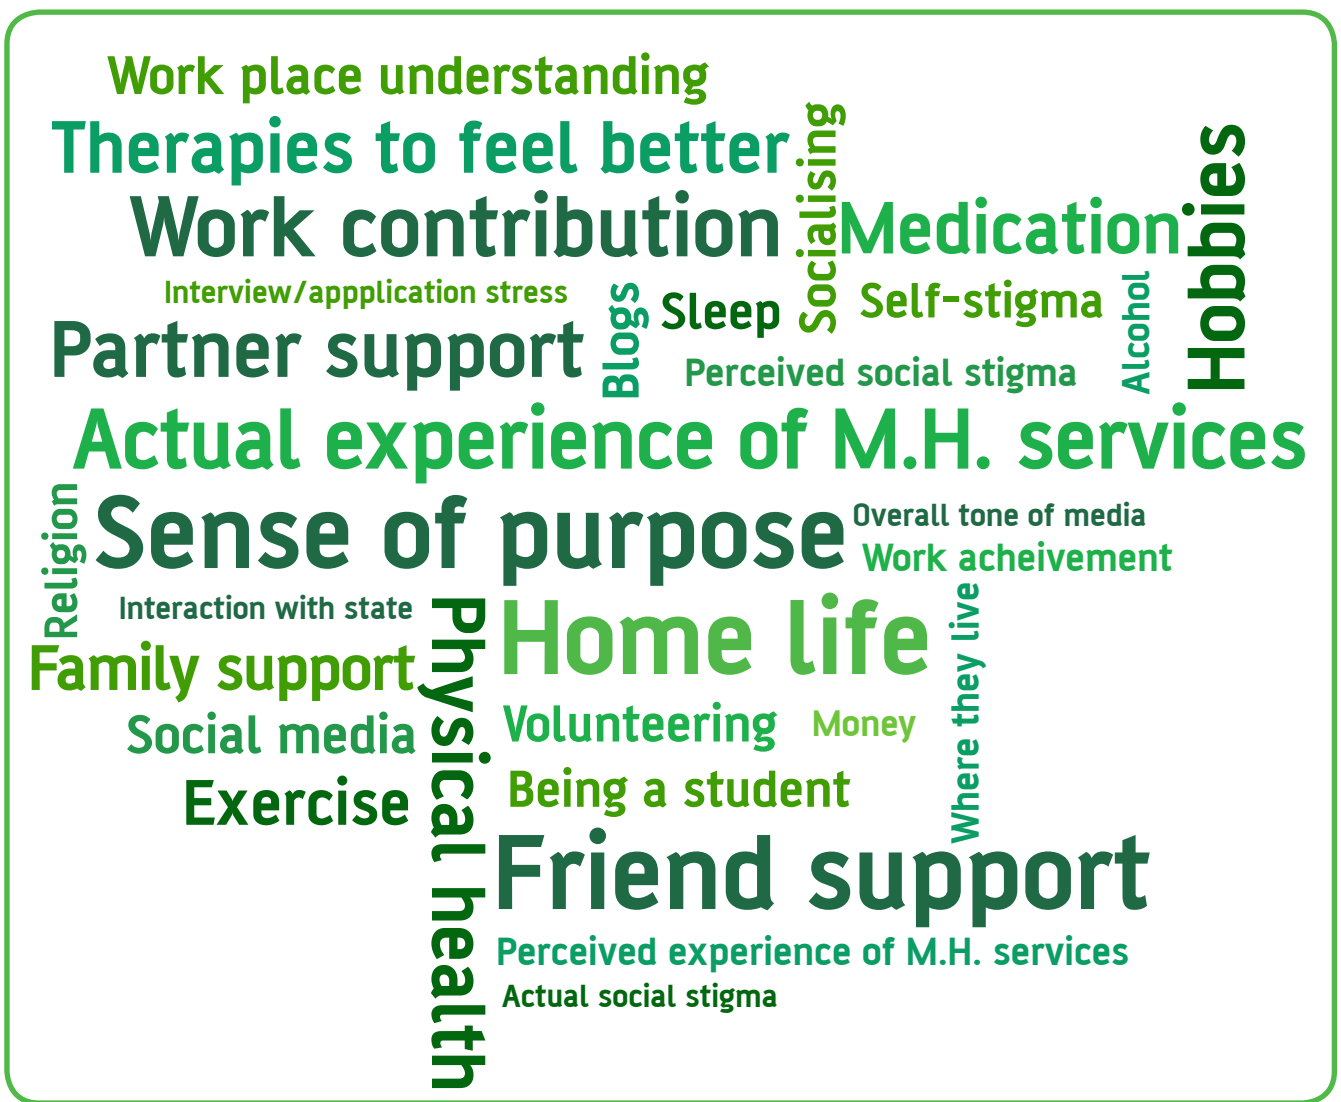 Work place understanding
Therapies to feel better
Socialising
Hobbies
Work contribution
Medication
Interview/appplication stress
Blogs
Sleep
Self-stigma
Alcohol
Partner support
Perceived social stigma
Actual experience of M.H. services
Religion
Sense of purpose
Overall tone of media
Work acheivement
Interaction with state
Physical health
Home life
Where they live
Family support
Social media
Volunteering
Money
Exercise
Being a student
Friend support
Perceived experience of M.H. services
Actual social stigma